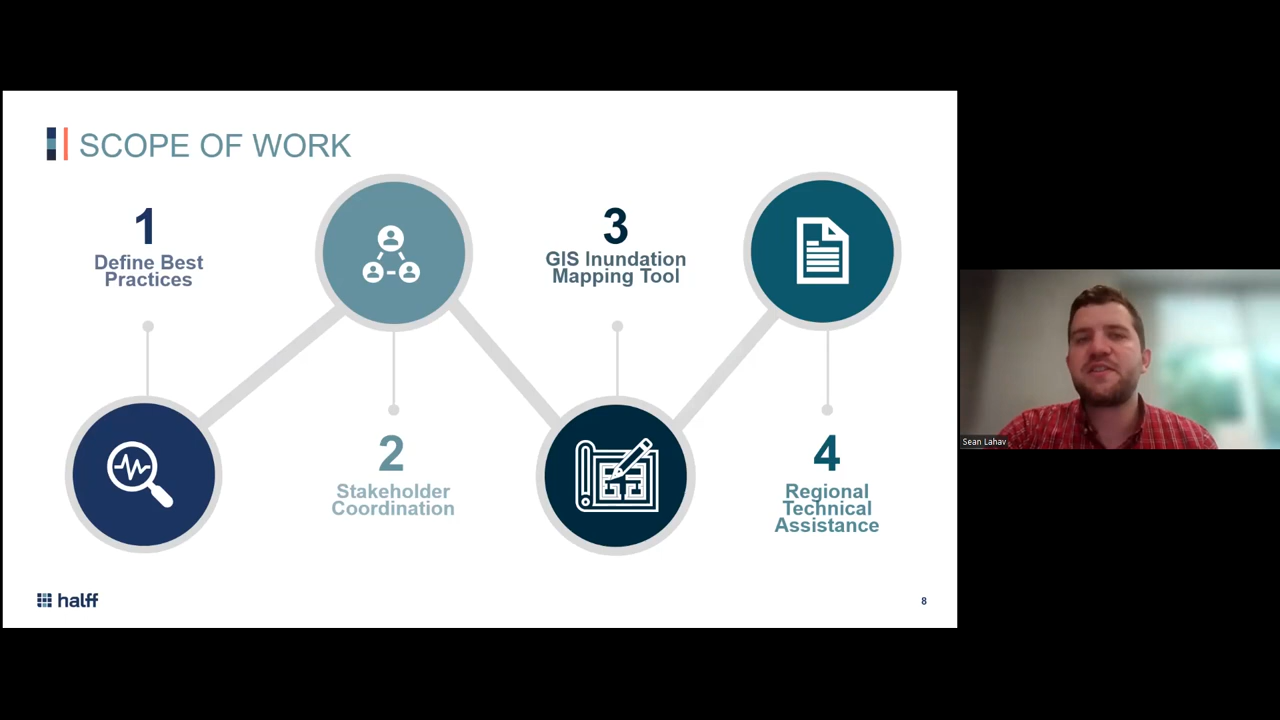 SCOPE OF WORK
1
Define Best
Practices
2
Stakeholder
Coordination
3
GIS Inundation
Mapping Tool
4
Regional
Technical
Assistance
halff
8
Sean Lahav